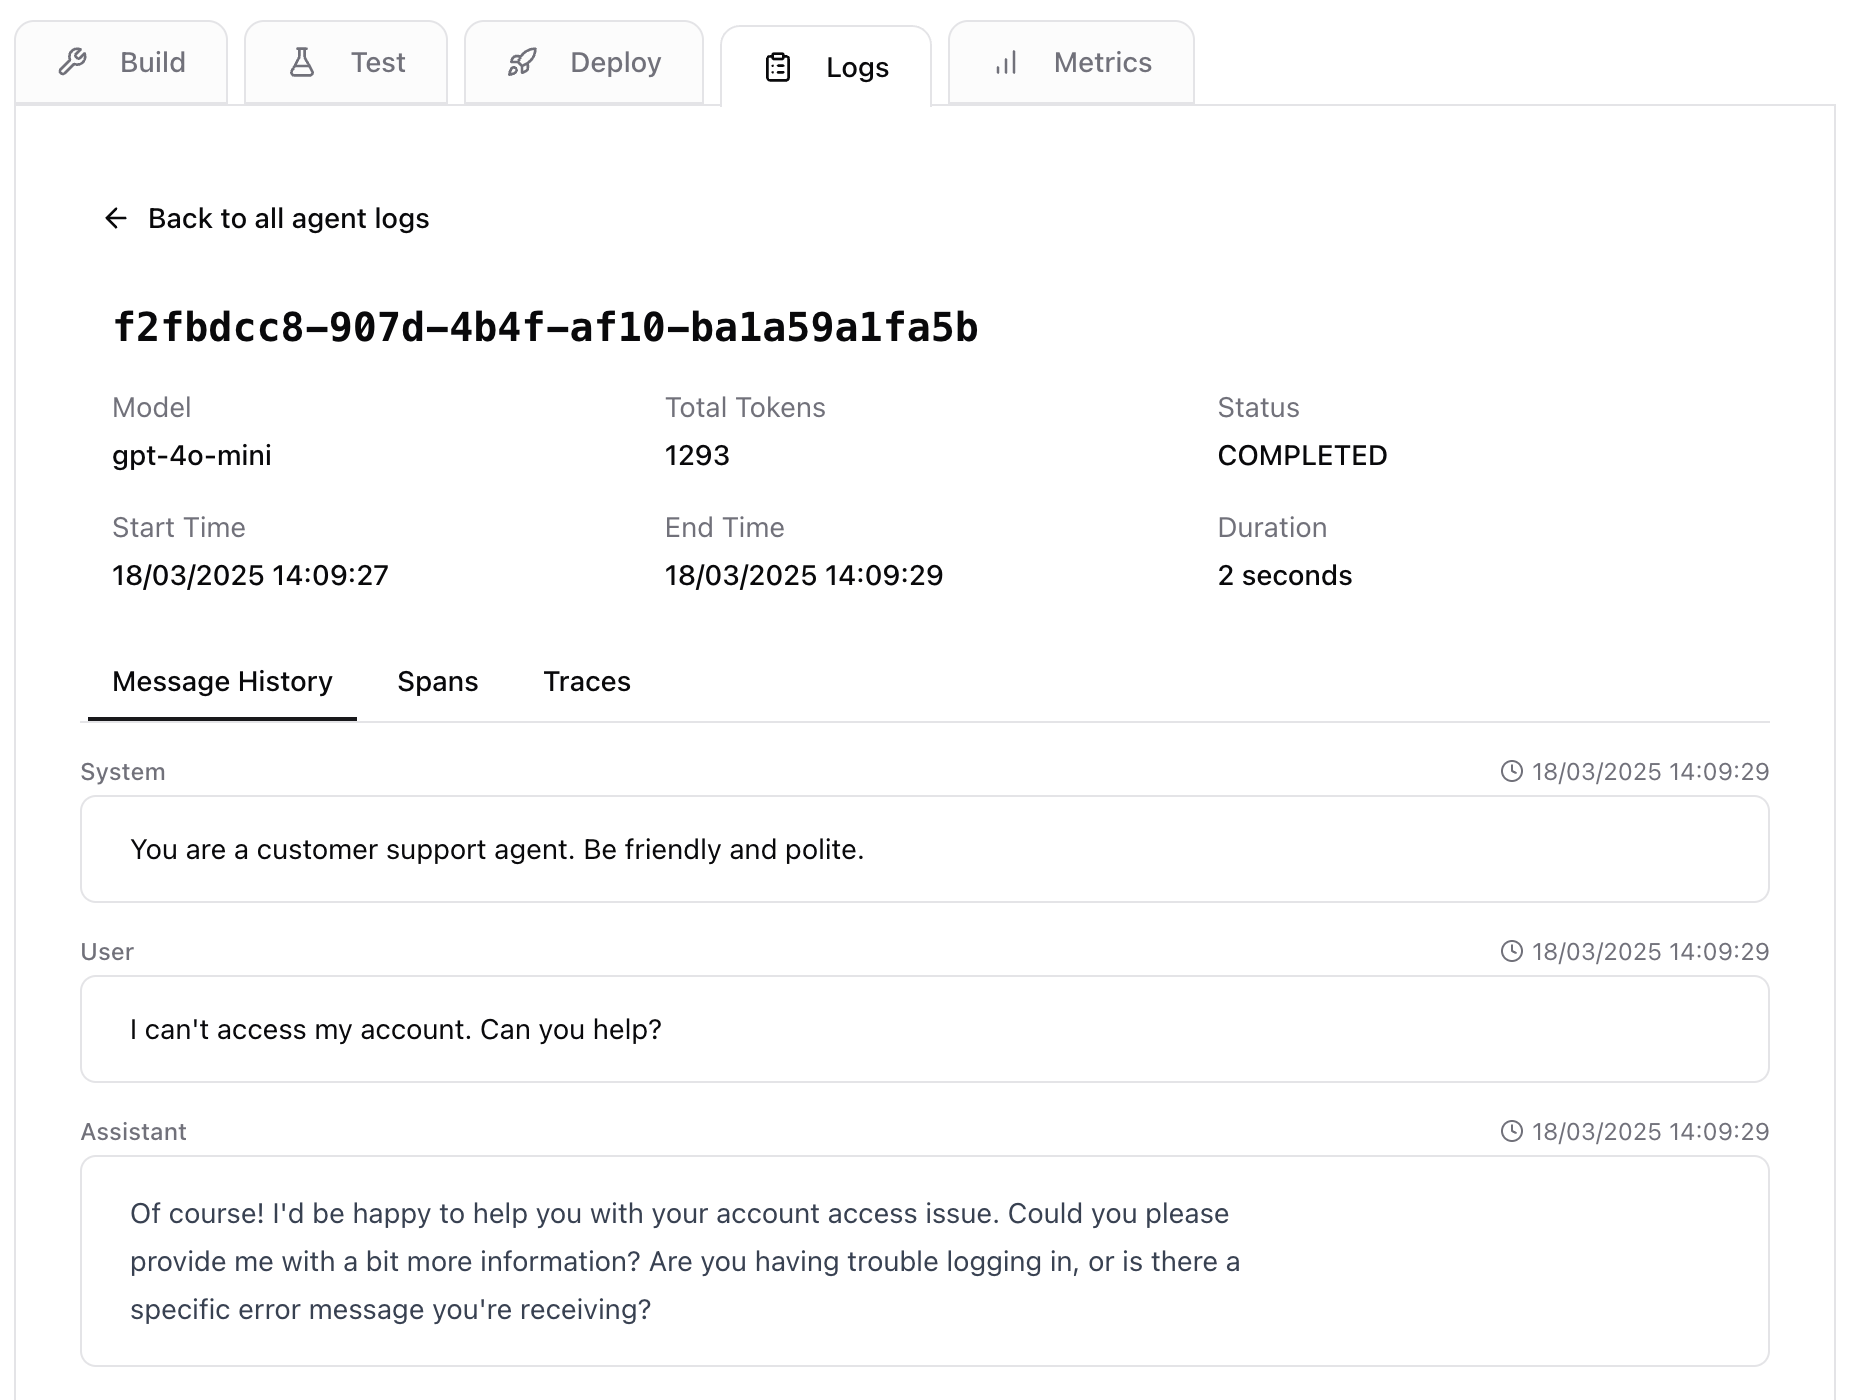 Build
Test
Deploy
Logs
Metrics
Back to all agent logs
f2fbdcc8-907d-4b4f-af10-ba1a59a1fa5b
Model
Total Tokens
Status
gpt-4o-mini
1293
COMPLETED
Start Time
End Time
Duration
18/03/2025 14:09:27
18/03/2025 14:09:29
2 seconds
Message History
Spans
Traces
System
18/03/2025 14:09:29
You are a customer support agent. Be friendly and polite.
User
18/03/2025 14:09:29
I can't access my account. Can you help?
Assistant
18/03/2025 14:09:29
Of course! I'd be happy to help you with your account access issue. Could you please
provide me with a bit more information? Are you having trouble logging in, or is there a
specific error message you're receiving?